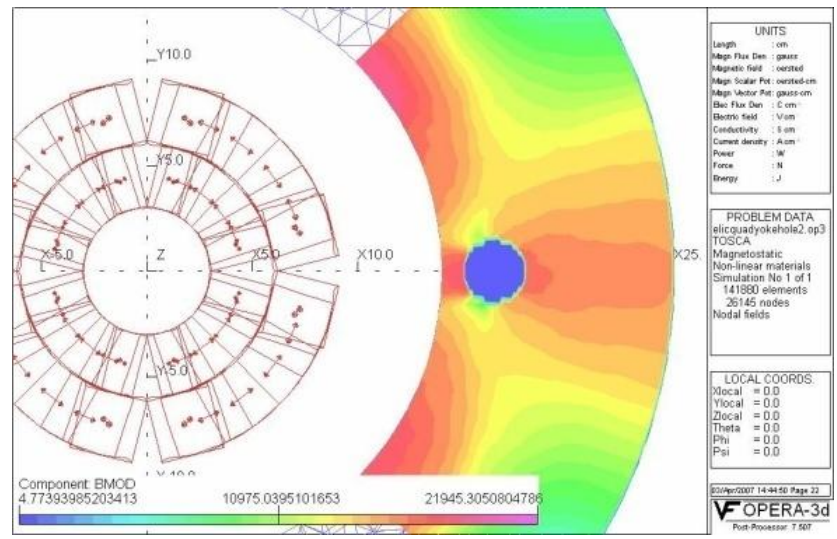 Y10.0
Y5.0
X-5.0
Z
X5.0
X10.0
X25.
Y-5.0
Component: BMOD
4.77393985203413
10975.0395101653
21945.3050804786
UNITS
Length : cm
Magn Flux Den : gauss
Magnetic field : oersted
Magn Scalar Pot: oersted-cm
Magn Vector Pot: gauss-cm
Elec Flux Den : C cm⁻
Electric field : V cm
Conductivity : S cm
Current density : A cm⁻
Power : W
Force : N
Energy : J
PROBLEM DATA
elicquadyokehole2.op3
TOSCA
Magnetostatic
Non-linear materials
Simulation No 1 of 1
141880 elements
26145 nodes
Nodal fields
LOCAL COORDS.
Xlocal = 0.0
Ylocal = 0.0
Zlocal = 0.0
Theta = 0.0
Phi = 0.0
Psi = 0.0
03/Apr/2007 14:44:50 Page 22
VF OPERA-3d
Post-Processor 7.507